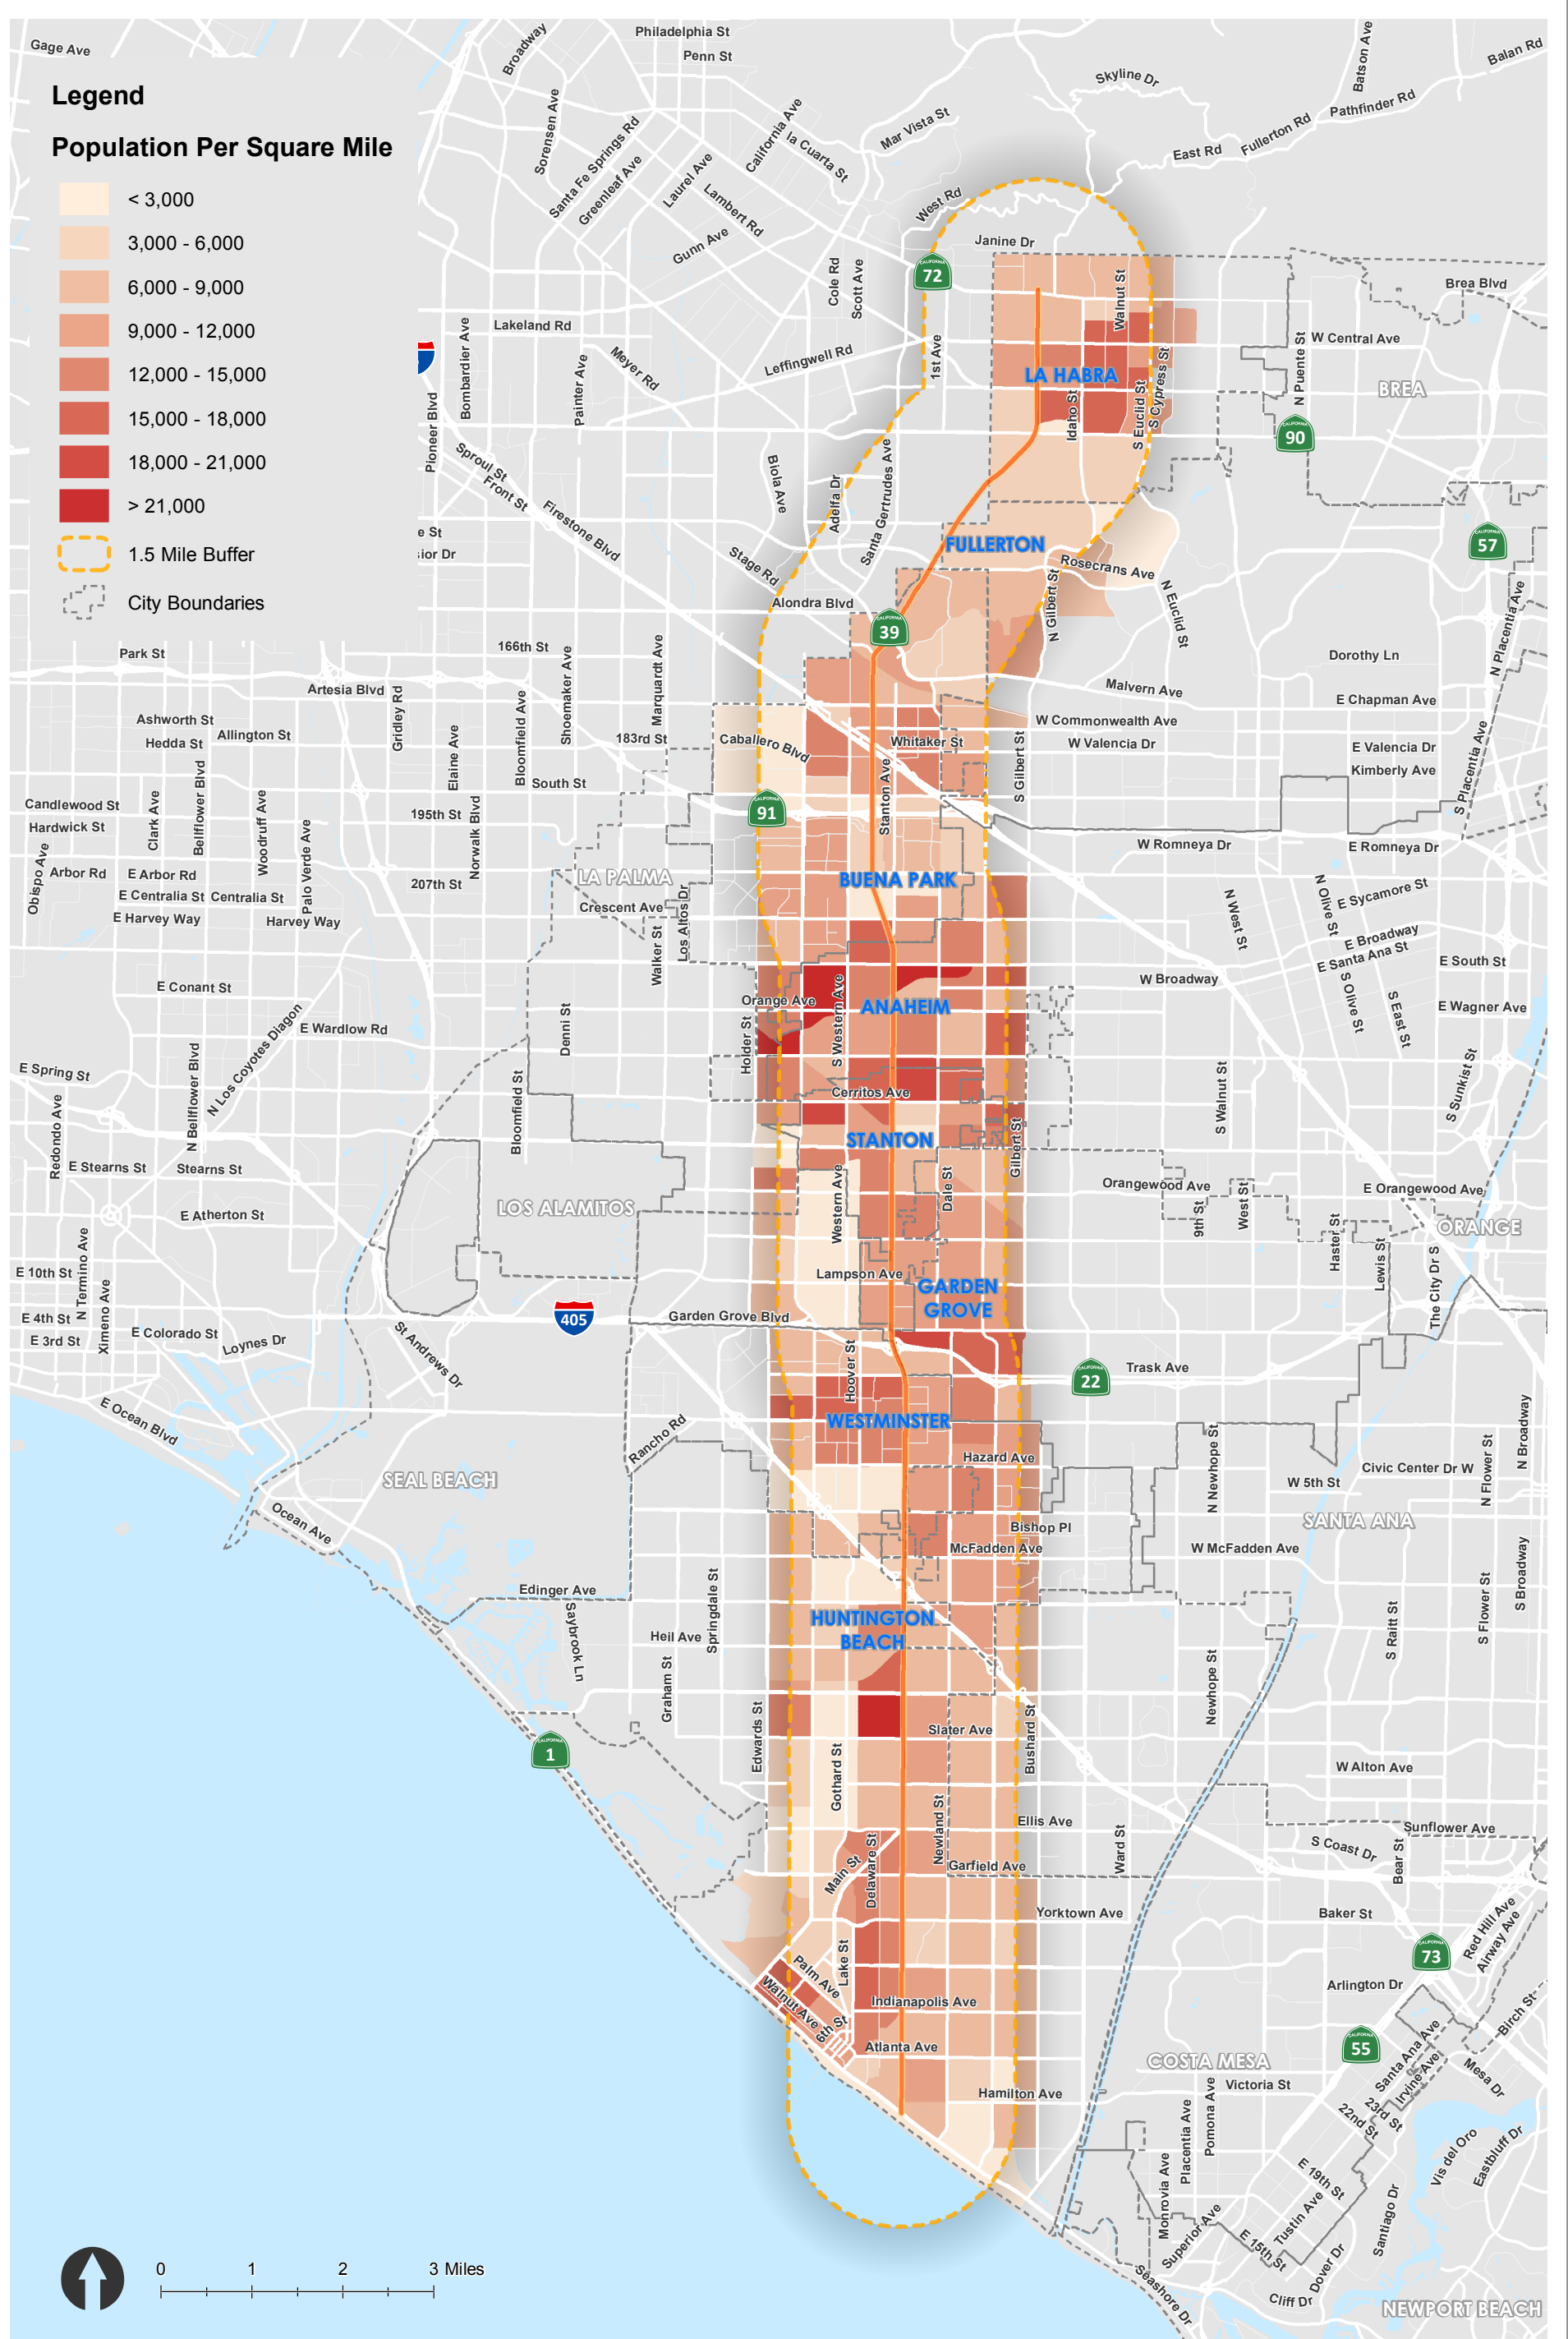 Gage Ave
Broadway
Philadelphia St
Penn St
Skyline Dr
Batson Ave
Balan Rd
Pathfinder Rd
Fullerton Rd
East Rd
Legend
Population Per Square Mile
< 3,000
3,000 - 6,000
6,000 - 9,000
9,000 - 12,000
12,000 - 15,000
15,000 - 18,000
18,000 - 21,000
> 21,000
1.5 Mile Buffer
City Boundaries
Sorensen Ave
Santa Fe Springs Rd
Greenleaf Ave
Laurel Ave
California Ave
la Cuarta St
Mar Vista St
Lambert Rd
Gunn Ave
West Rd
Janine Dr
CALIFORNIA
72
Cole Rd
Scott Ave
Walnut St
Brea Blvd
Lakeland Rd
Bombardier Ave
Painter Ave
Meyer Rd
Leffingwell Rd
1st Ave
W Central Ave
N Puente St
LA HABRA
BREA
Idaho St
S Euclid St
S Cypress St
CALIFORNIA
90
Pioneer Blvd
Sproul St
Front St
Firestone Blvd
Biola Ave
Adelfa Dr
Santa Gertrudes Ave
Stage Rd
FULLERTON
Rosecrans Ave
CALIFORNIA
57
e St
sior Dr
Alondra Blvd
N Gilbert St
N Euclid St
N Placentia Ave
CALIFORNIA
39
166th St
Park St
Artesia Blvd
Gridley Rd
Shoemaker Ave
Marquardt Ave
Dorothy Ln
Malvern Ave
E Chapman Ave
Ashworth St
Allington St
Hedda St
Elaine Ave
Bloomfield Ave
183rd St
Caballero Blvd
Whitaker St
W Commonwealth Ave
W Valencia Dr
E Valencia Dr
Kimberly Ave
S Gilbert St
S Placentia Ave
South St
Candlewood St
Hardwick St
Clark Ave
Bellflower Blvd
Woodruff Ave
Palo Verde Ave
195th St
Norwalk Blvd
CALIFORNIA
91
Stanton Ave
W Romneya Dr
E Romneya Dr
Obispo Ave
Arbor Rd
E Arbor Rd
E Centralia St
Centralia St
207th St
LA PALMA
BUENA PARK
E Harvey Way
Harvey Way
Crescent Ave
Los Altos Dr
Walker St
N West St
N Olive St
E Sycamore St
E Broadway
E Santa Ana St
E South St
W Broadway
E Conant St
Orange Ave
S Western Ave
ANAHEIM
S Olive St
S East St
E Wagner Ave
E Wardlow Rd
N Los Coyotes Diagon
Denni St
Holder St
E Spring St
N Bellflower Blvd
Bloomfield St
Cerritos Ave
S Walnut St
S Sunkist St
Redondo Ave
STANTON
Gilbert St
E Stearns St
Stearns St
Western Ave
Dale St
Orangewood Ave
E Orangewood Ave
LOS ALAMITOS
E Atherton St
9th St
West St
Haster St
ORANGE
N Termino Ave
Ximeno Ave
E 10th St
Lampson Ave
Lewis St
The City Dr S
GARDEN
GROVE
E 4th St
E 3rd St
E Colorado St
Loynes Dr
405
Garden Grove Blvd
St Andrews Dr
Hoover St
CALIFORNIA
22
Trask Ave
E Ocean Blvd
Rancho Rd
WESTMINSTER
Hazard Ave
N Newhope St
Civic Center Dr W
N Flower St
N Broadway
SEAL BEACH
W 5th St
Ocean Ave
SANTA ANA
Bishop Pl
McFadden Ave
W McFadden Ave
Edinger Ave
Saybrook Ln
Springdale St
Heil Ave
Graham St
HUNTINGTON
BEACH
S Raitt St
S Flower St
S Broadway
Newhope St
Edwards St
Slater Ave
Bushard St
CALIFORNIA
1
Gothard St
W Alton Ave
Newland St
Ellis Ave
Ward St
Sunflower Ave
S Coast Dr
Bear St
Main St
Delaware St
Garfield Ave
Yorktown Ave
Baker St
Red Hill Ave
Airway Ave
CALIFORNIA
73
Lake St
Palm Ave
Walnut Ave
6th St
Indianapolis Ave
Arlington Dr
Birch St
Atlanta Ave
CALIFORNIA
55
COSTA MESA
Santa Ana Ave
Irvine Ave
Mesa Dr
Hamilton Ave
Victoria St
Placentia Ave
Pomona Ave
23rd St
22nd St
Vis del Oro
Eastbluff Dr
Monrovia Ave
E 19th St
Tustin Ave
Santiago Dr
Superior Ave
E 15th St
Dover Dr
Seashore Dr
Cliff Dr
NEWPORT BEACH
0 1 2 3 Miles